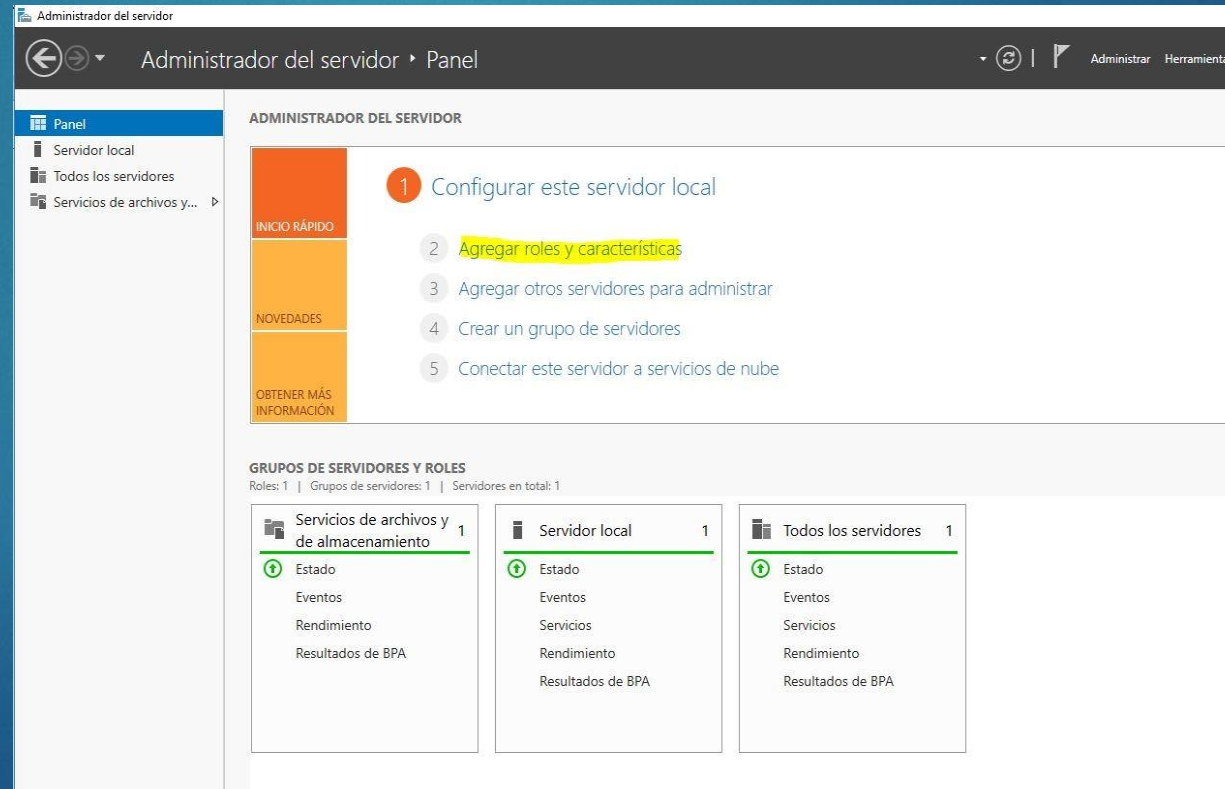 Administrador del servidor
Administrador del servidor ‣ Panel
Administrar
Panel
Servidor local
Todos los servidores
Servicios de archivos y...
ADMINISTRADOR DEL SERVIDOR
INICIO RÁPIDO
NOVEDADES
OBTENER MÁS
INFORMACIÓN
1 Configurar este servidor local
2 Agregar roles y características
3 Agregar otros servidores para administrar
4 Crear un grupo de servidores
5 Conectar este servidor a servicios de nube
GRUPOS DE SERVIDORES Y ROLES
Roles: 1 | Grupos de servidores: 1 | Servidores en total: 1
Servicios de archivos y
de almacenamiento
1
Estado
Eventos
Rendimiento
Resultados de BPA
Servidor local 1
Estado
Eventos
Servicios
Rendimiento
Resultados de BPA
Todos los servidores 1
Estado
Eventos
Servicios
Rendimiento
Resultados de BPA